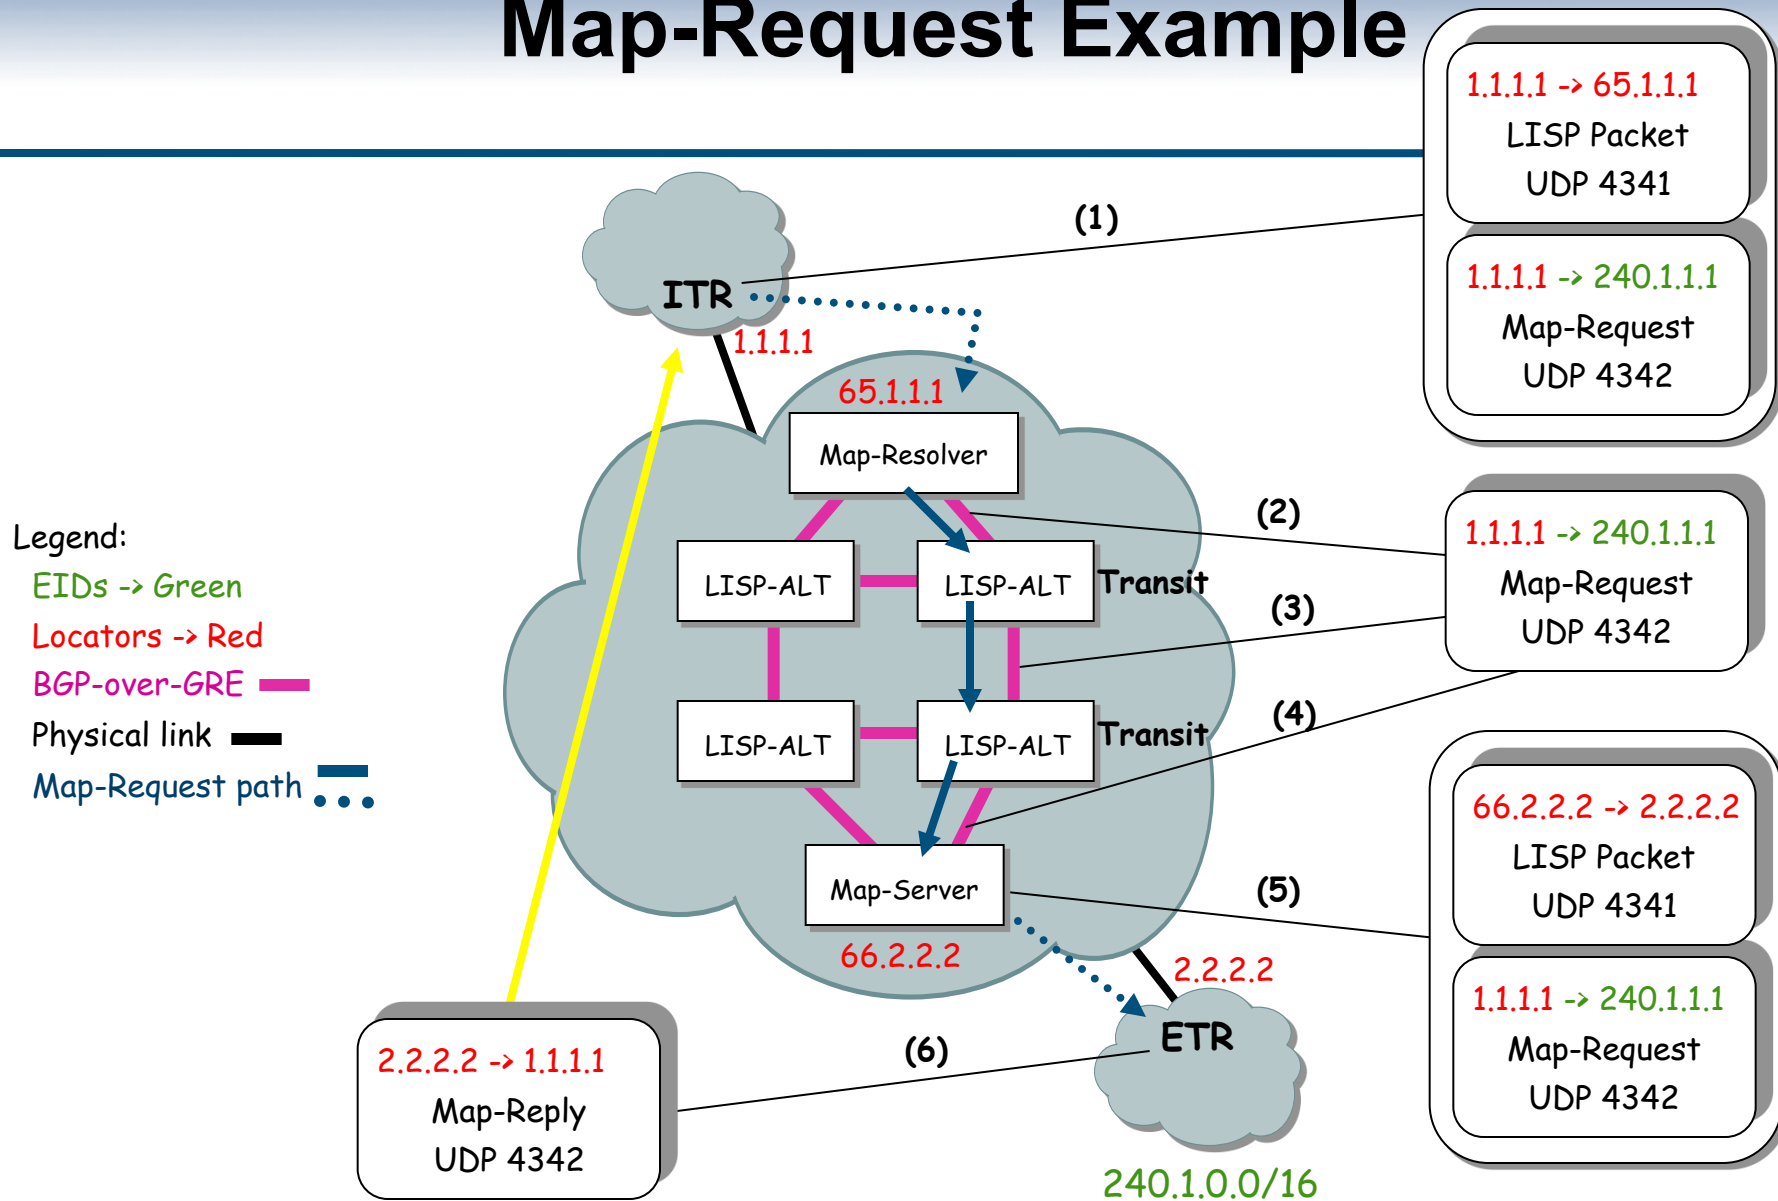 Map-Request Example
1.1.1.1 -> 65.1.1.1
LISP Packet
UDP 4341
1.1.1.1 -> 240.1.1.1
Map-Request
UDP 4342
(1)
ITR
1.1.1.1
65.1.1.1
Map-Resolver
(2)
1.1.1.1 -> 240.1.1.1
Map-Request
UDP 4342
Legend:
EIDs -> Green
Locators -> Red
BGP-over-GRE
Physical link
Map-Request path
LISP-ALT
LISP-ALT
Transit
(3)
LISP-ALT
LISP-ALT
Transit
(4)
66.2.2.2 -> 2.2.2.2
LISP Packet
UDP 4341
1.1.1.1 -> 240.1.1.1
Map-Request
UDP 4342
Map-Server
(5)
66.2.2.2
2.2.2.2
ETR
(6)
2.2.2.2 -> 1.1.1.1
Map-Reply
UDP 4342
240.1.0.0/16